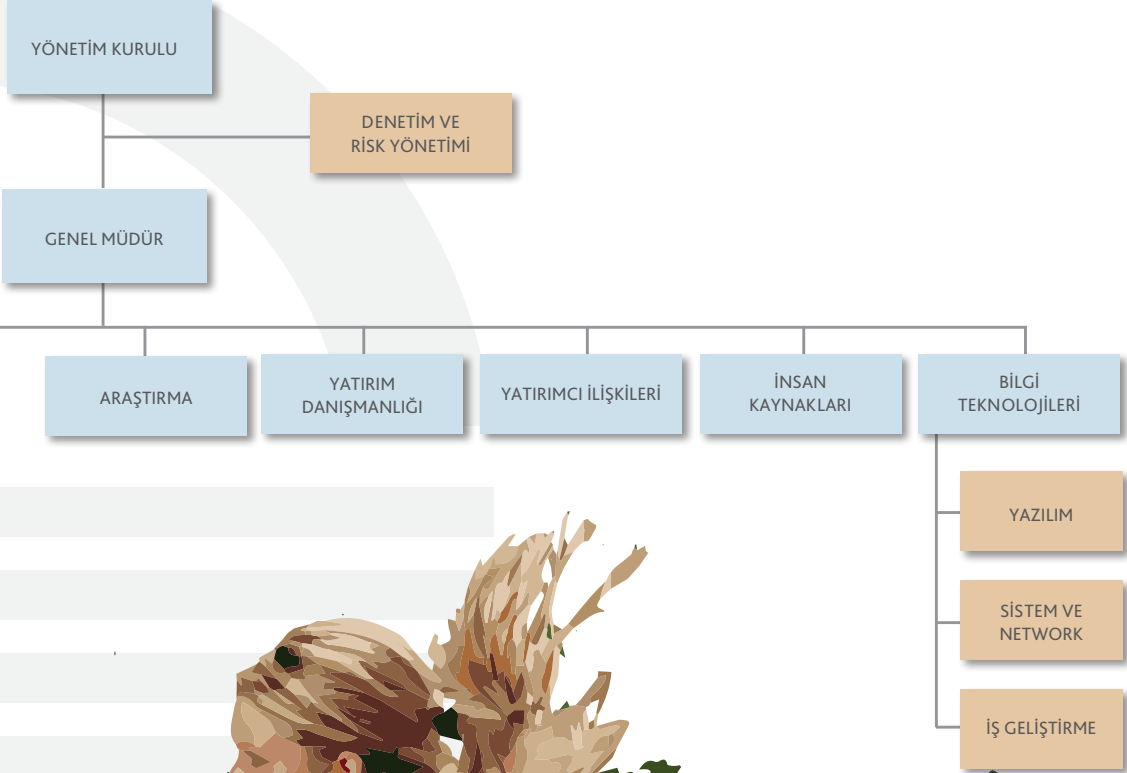 YÖNETİM KURULU
DENETİM VE
RİSK YÖNETİMİ
GENEL MÜDÜR
ARAŞTIRMA
YATIRIM
DANIŞMANLIĞI
YATIRIMCI İLİŞKİLERİ
İNSAN
KAYNAKLARI
BİLGİ
TEKNOLOJİLERİ
YAZILIM
SİSTEM VE
NETWORK
İŞ GELİŞTİRME